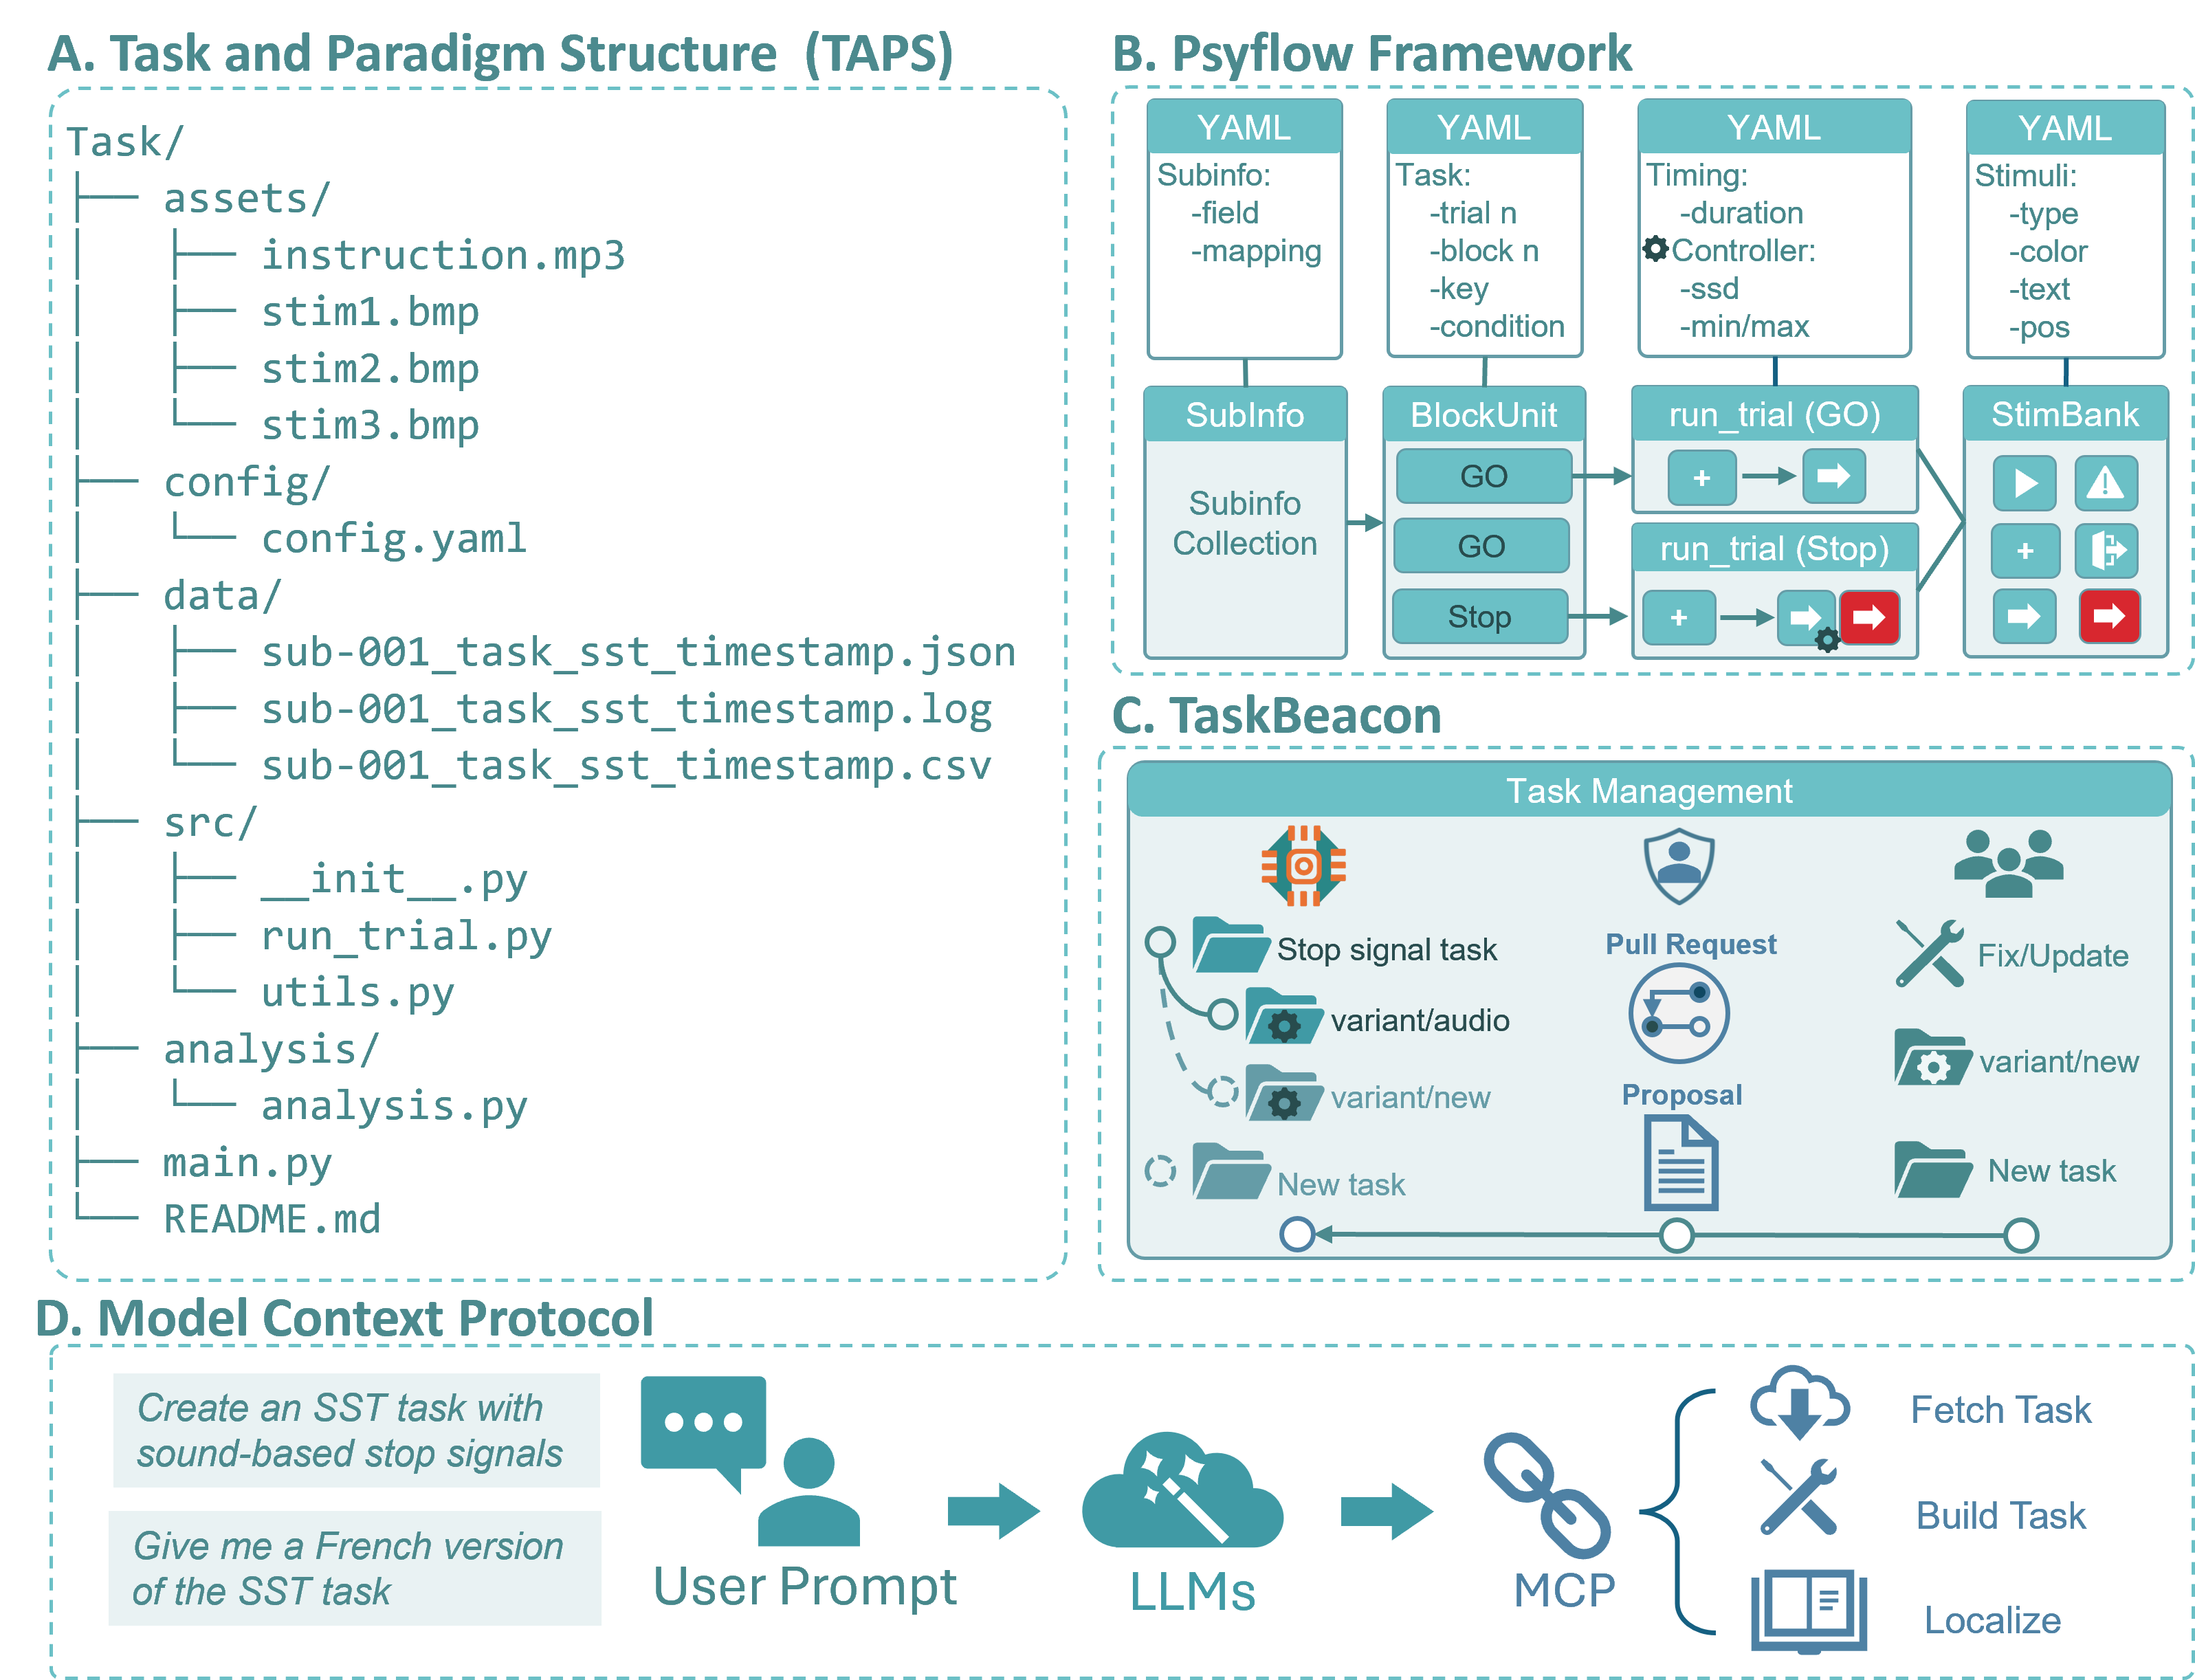 A. Task and Paradigm Structure (TAPS)
Task/
├── assets/
│   ├── instruction.mp3
│   ├── stim1.bmp
│   ├── stim2.bmp
│   └── stim3.bmp
├── config/
│   └── config.yaml
├── data/
│   ├── sub-001_task_sst_timestamp.json
│   ├── sub-001_task_sst_timestamp.log
│   └── sub-001_task_sst_timestamp.csv
├── src/
│   ├── __init__.py
│   ├── run_trial.py
│   └── utils.py
├── analysis/
│   └── analysis.py
├── main.py
└── README.md
B. Psyflow Framework
YAML
Subinfo:
-field
-mapping
YAML
Task:
-trial n
-block n
-key
-condition
YAML
Timing:
-duration
Controller:
-ssd
-min/max
YAML
Stimuli:
-type
-color
-text
-pos
SubInfo
Subinfo
Collection
BlockUnit
GO
GO
Stop
run_trial (GO)
+
run_trial (Stop)
+
StimBank
+
C. TaskBeacon
Task Management
Stop signal task
variant/audio
variant/new
New task
Pull Request
Proposal
Fix/Update
variant/new
New task
D. Model Context Protocol
Create an SST task with
sound-based stop signals
Give me a French version
of the SST task
User Prompt
LLMs
MCP
Fetch Task
Build Task
Localize